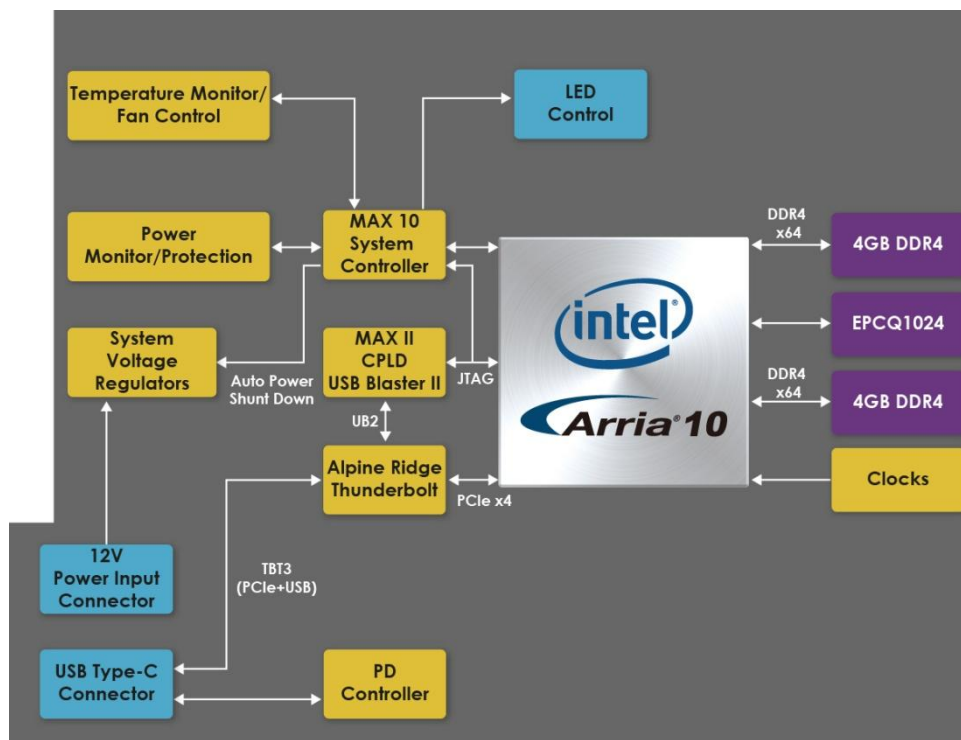 Temperature Monitor/
Fan Control
LED
Control
MAX 10
System
Controller
Power
Monitor/Protection
DDR4
x64
4GB DDR4
intel®
Arria® 10
EPCQ1024
System
Voltage
Regulators
Auto Power
Shunt Down
MAX II
CPLD
USB Blaster II
JTAG
DDR4
x64
4GB DDR4
UB2
Alpine Ridge
Thunderbolt
PCIe x4
Clocks
12V
Power Input
Connector
TBT3
(PCIe+USB)
USB Type-C
Connector
PD
Controller